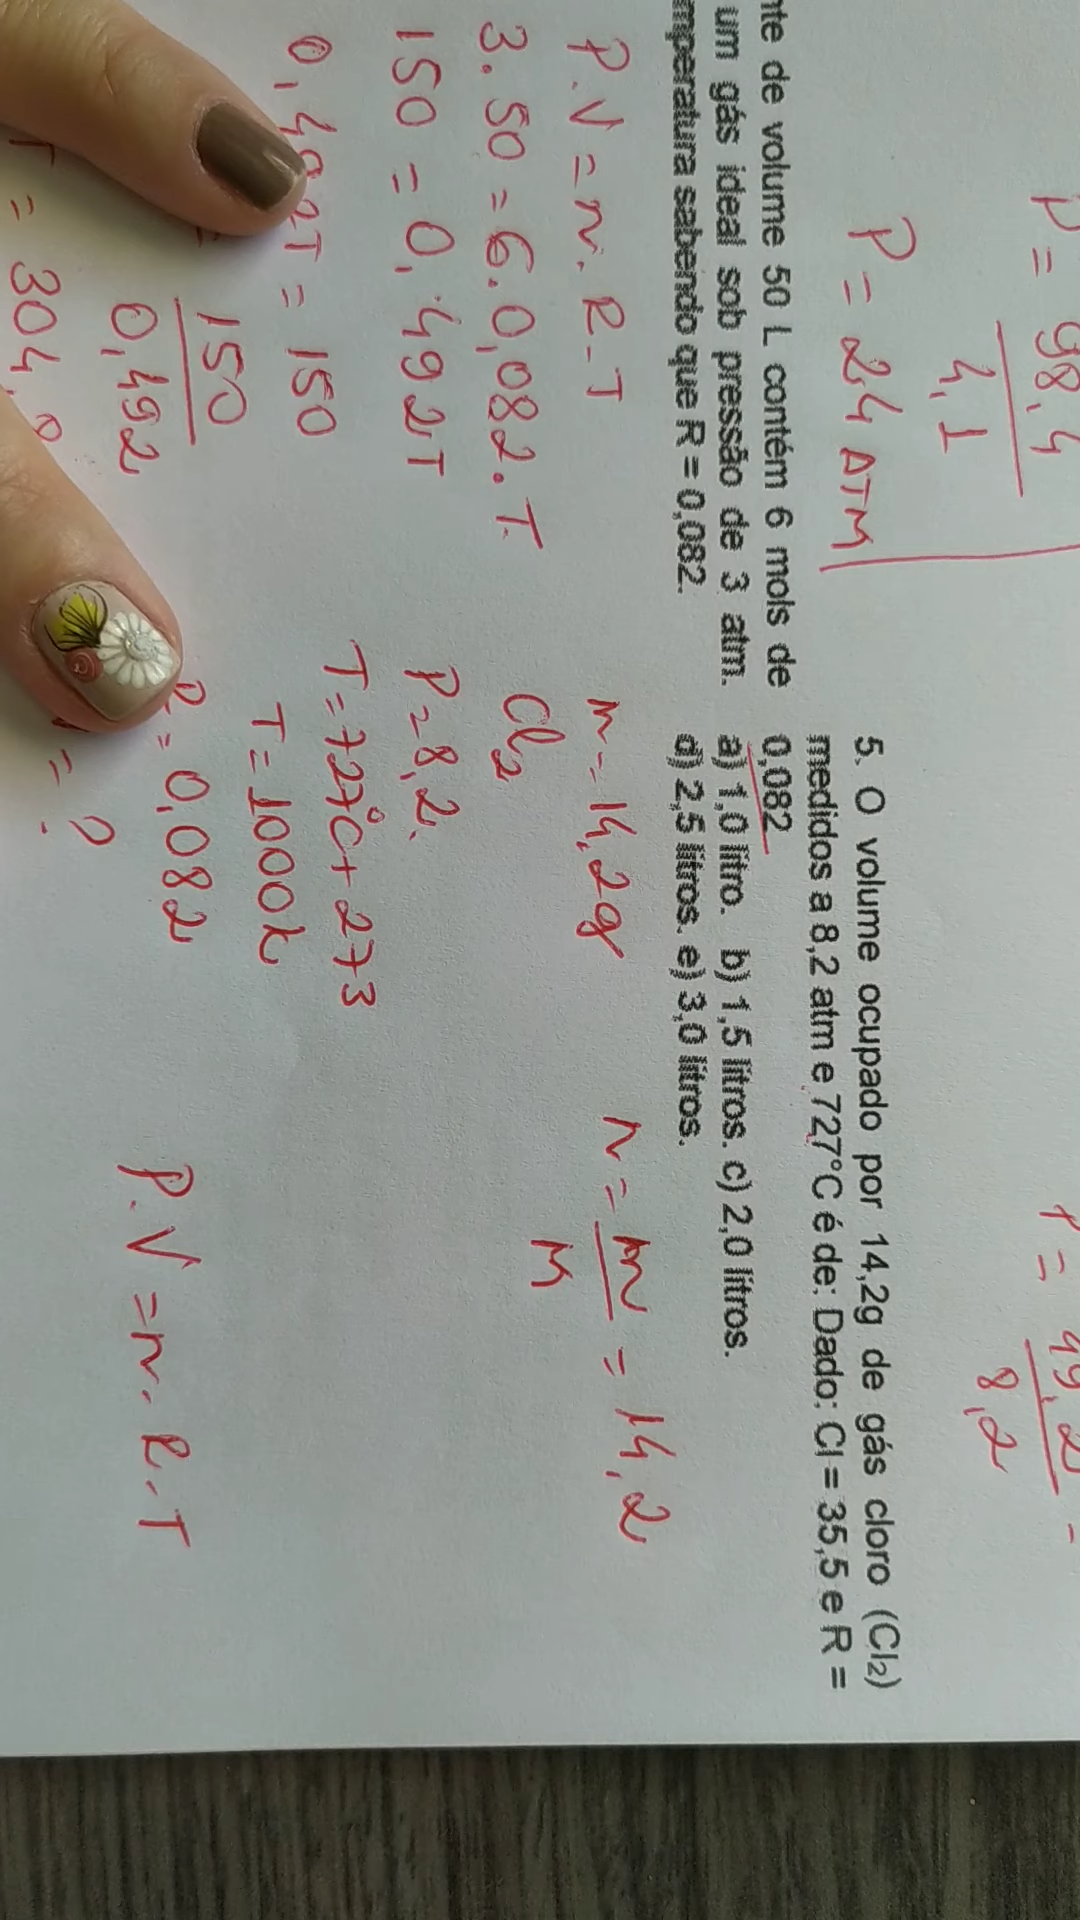 P = 98,4
4,1
P = 24 ATM
de volume 50 L contém 6 mols de
um gás ideal sob pressão de 3 atm.
sabendo que R = 0,082.
P.V = n. R-T
3.50 = 6.0,082.T.
150 = 0,492T
= 150
150
0,492
= 304,
= 49,2
8,2
5. O volume ocupado por 14,2g de gás cloro (Cl₂)
medidos a 8,2 atm e 727°C é de: Dado: Cl = 35,5 e R =
0,082
a) 1,0 litro. b) 1,5 litros. c) 2,0 litros.
d) 2,5 litros. e) 3,0 litros.
m = 14,2g
Cl₂
P= 8,2.
T= 727°C + 273
T= 1000k
R = 0,082
= ?
n = m = 14,2
M
P.V = n. R.T